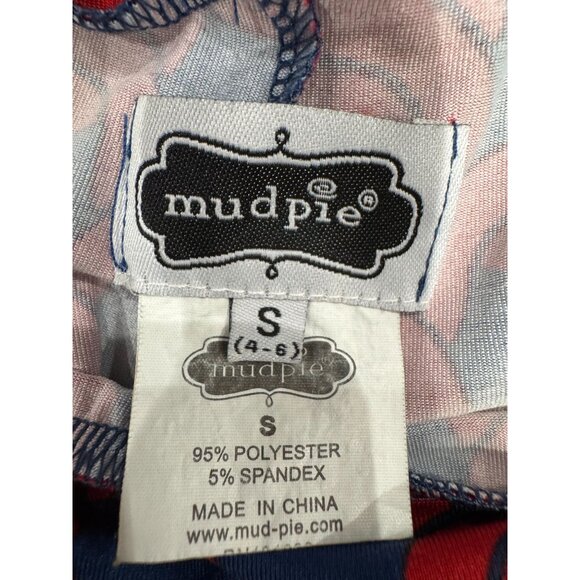 mudpie®
S
(4-6)
mudpie
S
95% POLYESTER
5% SPANDEX
MADE IN CHINA
www.mud-pie.com